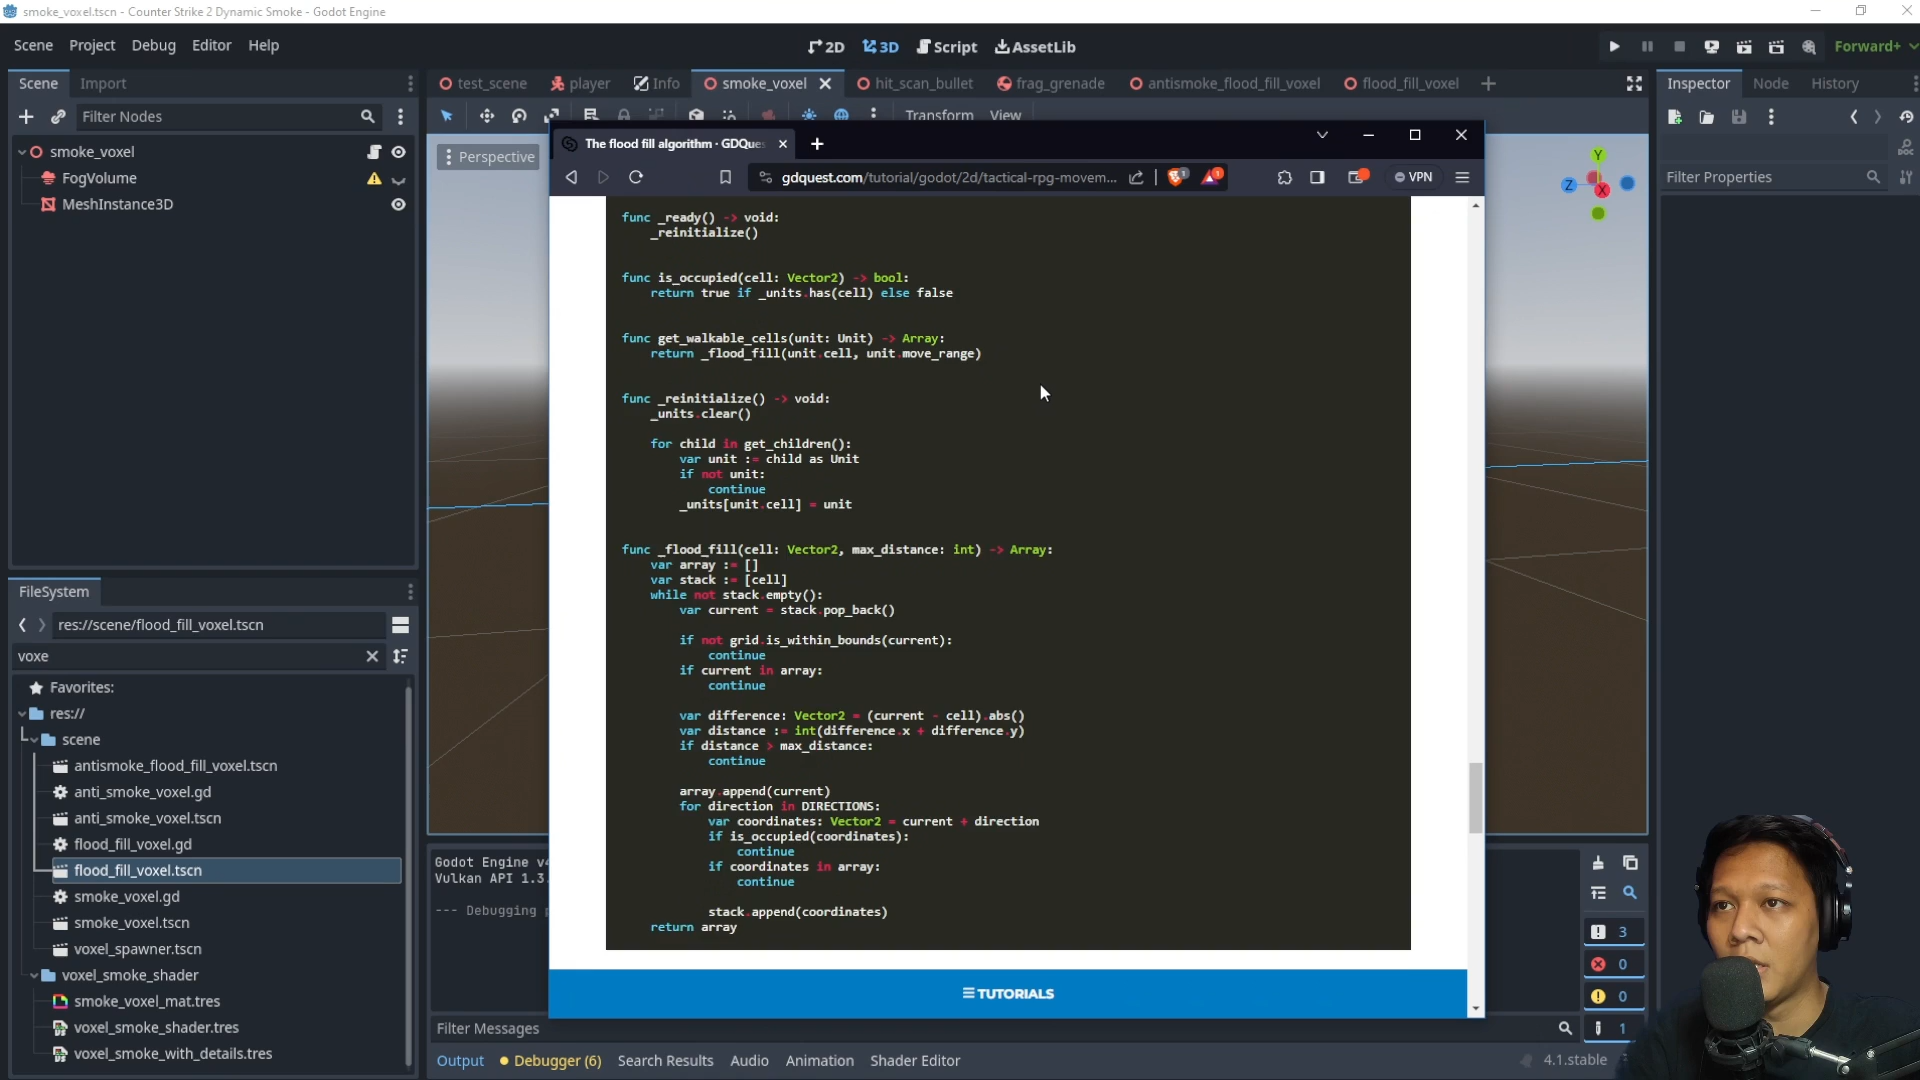 smoke_voxel.tscn - Counter Strike 2 Dynamic Smoke - Godot Engine
Scene Project Debug Editor Help
2D 3D Script AssetLib
Forward+
Scene Import
test_scene player Info smoke_voxel hit_scan_bullet frag_grenade antismoke_flood_fill_voxel flood_fill_voxel
Inspector Node History
Filter Nodes
Transform View
smoke_voxel
FogVolume
MeshInstance3D
Perspective
Y
Z
X
Filter Properties
The flood fill algorithm · GDQues
gdquest.com/tutorial/godot/2d/tactical-rpg-movem...
1
1
VPN
func _ready() -> void:
_reinitialize()
func is_occupied(cell: Vector2) -> bool:
return true if _units.has(cell) else false
func get_walkable_cells(unit: Unit) -> Array:
return _flood_fill(unit.cell, unit.move_range)
func _reinitialize() -> void:
_units.clear()
for child in get_children():
var unit := child as Unit
if not unit:
continue
_units[unit.cell] = unit
func _flood_fill(cell: Vector2, max_distance: int) -> Array:
var array := []
var stack := [cell]
while not stack.empty():
var current = stack.pop_back()
if not grid.is_within_bounds(current):
continue
if current in array:
continue
var difference: Vector2 = (current - cell).abs()
var distance := int(difference.x + difference.y)
if distance > max_distance:
continue
array.append(current)
for direction in DIRECTIONS:
var coordinates: Vector2 = current + direction
if is_occupied(coordinates):
continue
if coordinates in array:
continue
stack.append(coordinates)
return array
TUTORIALS
FileSystem
res://scene/flood_fill_voxel.tscn
voxe
Favorites:
res://
scene
antismoke_flood_fill_voxel.tscn
anti_smoke_voxel.gd
anti_smoke_voxel.tscn
flood_fill_voxel.gd
flood_fill_voxel.tscn
smoke_voxel.gd
smoke_voxel.tscn
voxel_spawner.tscn
voxel_smoke_shader
smoke_voxel_mat.tres
voxel_smoke_shader.tres
voxel_smoke_with_details.tres
Godot Engine v4
Vulkan API 1.3.
--- Debugging p
3
0
0
1
Filter Messages
Output Debugger (6) Search Results Audio Animation Shader Editor
4.1.stable